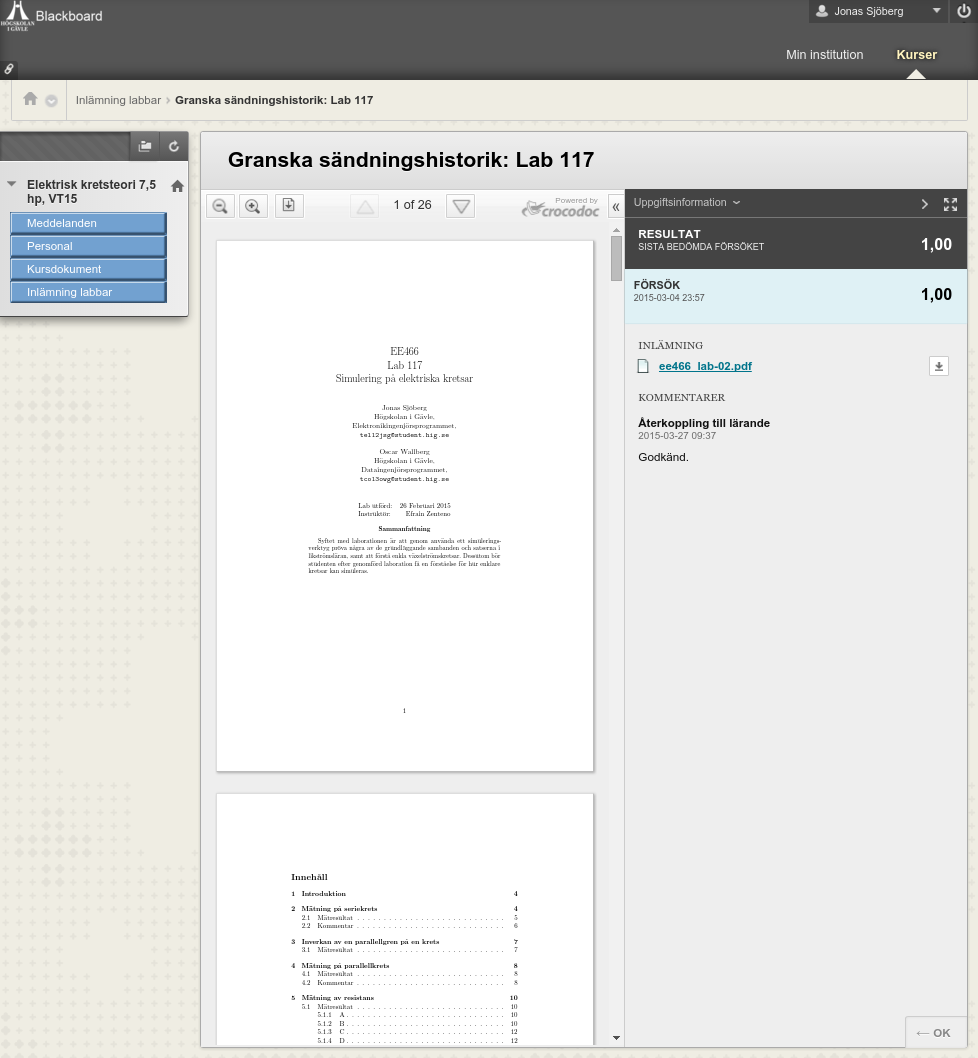 HÖGSKOLAN
I GÄVLE
Blackboard
Jonas Sjöberg
Min institution
Kurser
Inlämning labbar › Granska sändningshistorik: Lab 117
Elektrisk kretsteori 7,5
hp, VT15
Meddelanden
Personal
Kursdokument
Inlämning labbar
Granska sändningshistorik: Lab 117
1 of 26
Powered by
crocodoc
«
EE466
Lab 117
Simulering på elektriska kretsar
Jonas Sjöberg
Högskolan i Gävle,
Elektronikingenjörsprogrammet,
Oscar Wallberg
Högskolan i Gävle,
Dataingenjörsprogrammet,
Lab utförd: 26 Februari 2015
Instruktör: Efrain Zenteno
Sammanfattning
Syftet med laborationen är att genom använda ett simulerings-
verktyg pröva några av de grundläggande sambanden och satserna i
likströmsläran, samt att förstå enkla växelströmskretsar. Dessutom bör
studenten efter genomförd laboration få en förståelse för hur enklare
kretsar kan simuleras.
1
Innehåll
1 Introduktion 4
2 Mätning på seriekrets 4
2.1 Mätresultat . . . . . . . . . . . . . . . . . . . . . . . . . . . . 5
2.2 Kommentar . . . . . . . . . . . . . . . . . . . . . . . . . . . . 6
3 Inverkan av en parallellgren på en krets 7
3.1 Mätresultat . . . . . . . . . . . . . . . . . . . . . . . . . . . . 7
4 Mätning på parallellkrets 8
4.1 Mätresultat . . . . . . . . . . . . . . . . . . . . . . . . . . . . 8
4.2 Kommentar . . . . . . . . . . . . . . . . . . . . . . . . . . . . 8
5 Mätning av resistans 10
5.1 Mätresultat . . . . . . . . . . . . . . . . . . . . . . . . . . . . 10
5.1.1 A . . . . . . . . . . . . . . . . . . . . . . . . . . . . . . 10
5.1.2 B . . . . . . . . . . . . . . . . . . . . . . . . . . . . . . 10
5.1.3 C . . . . . . . . . . . . . . . . . . . . . . . . . . . . . . 12
5.1.4 D . . . . . . . . . . . . . . . . . . . . . . . . . . . . . . 12
Uppgiftsinformation
RESULTAT
SISTA BEDÖMDA FÖRSÖKET
1,00
FÖRSÖK
2015-03-04 23:57
1,00
INLÄMNING
ee466_lab-02.pdf
KOMMENTARER
Återkoppling till lärande
2015-03-27 09:37
Godkänd.
← OK